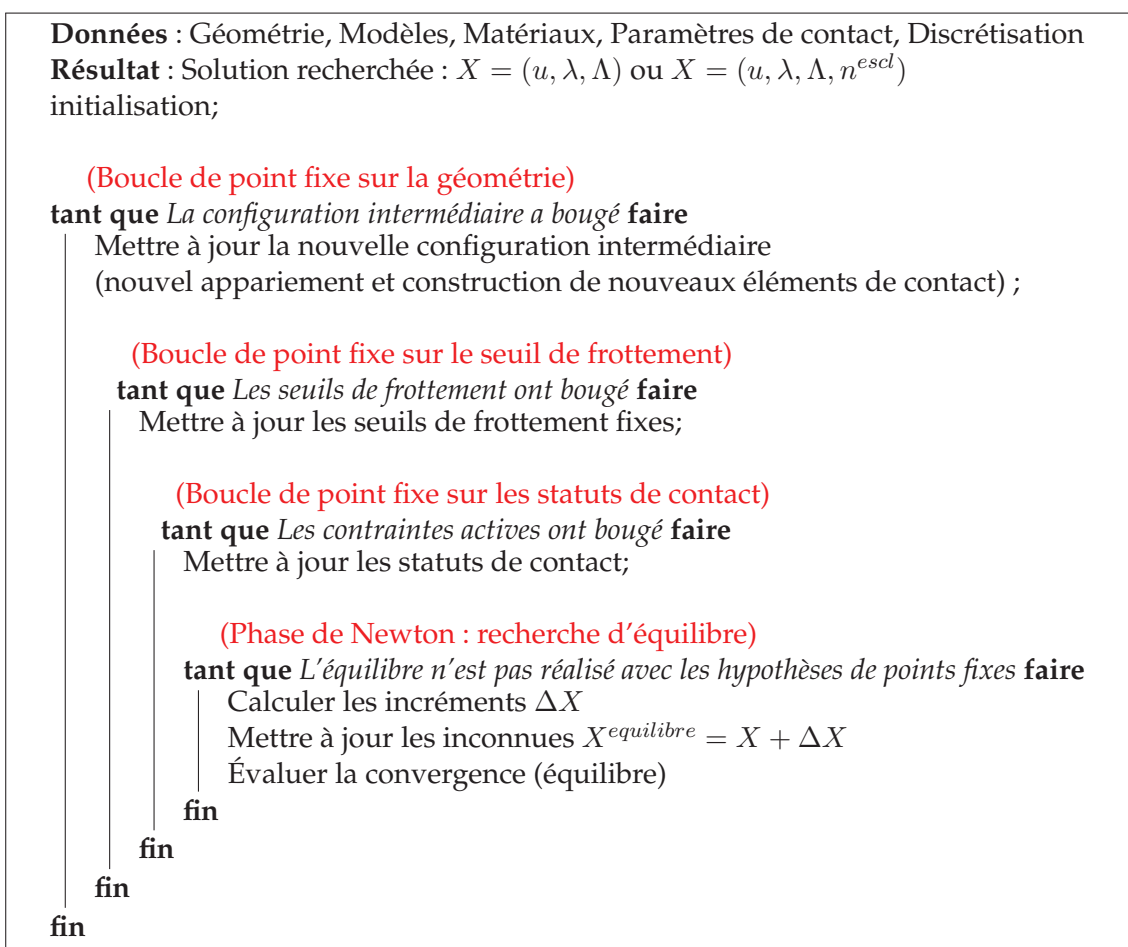 Données : Géométrie, Modèles, Matériaux, Paramètres de contact, Discrétisation
Résultat : Solution recherchée : X = (u, λ, Λ) ou X = (u, λ, Λ, n^{escl})
initialisation;
(Boucle de point fixe sur la géométrie)
tant que La configuration intermédiaire a bougé faire
Mettre à jour la nouvelle configuration intermédiaire
(nouvel appariement et construction de nouveaux éléments de contact) ;
(Boucle de point fixe sur le seuil de frottement)
tant que Les seuils de frottement ont bougé faire
Mettre à jour les seuils de frottement fixes;
(Boucle de point fixe sur les statuts de contact)
tant que Les contraintes actives ont bougé faire
Mettre à jour les statuts de contact;
(Phase de Newton : recherche d'équilibre)
tant que L'équilibre n'est pas réalisé avec les hypothèses de points fixes faire
Calculer les incréments ΔX
Mettre à jour les inconnues X^{equilibre} = X + ΔX
Évaluer la convergence (équilibre)
fin
fin
fin
fin